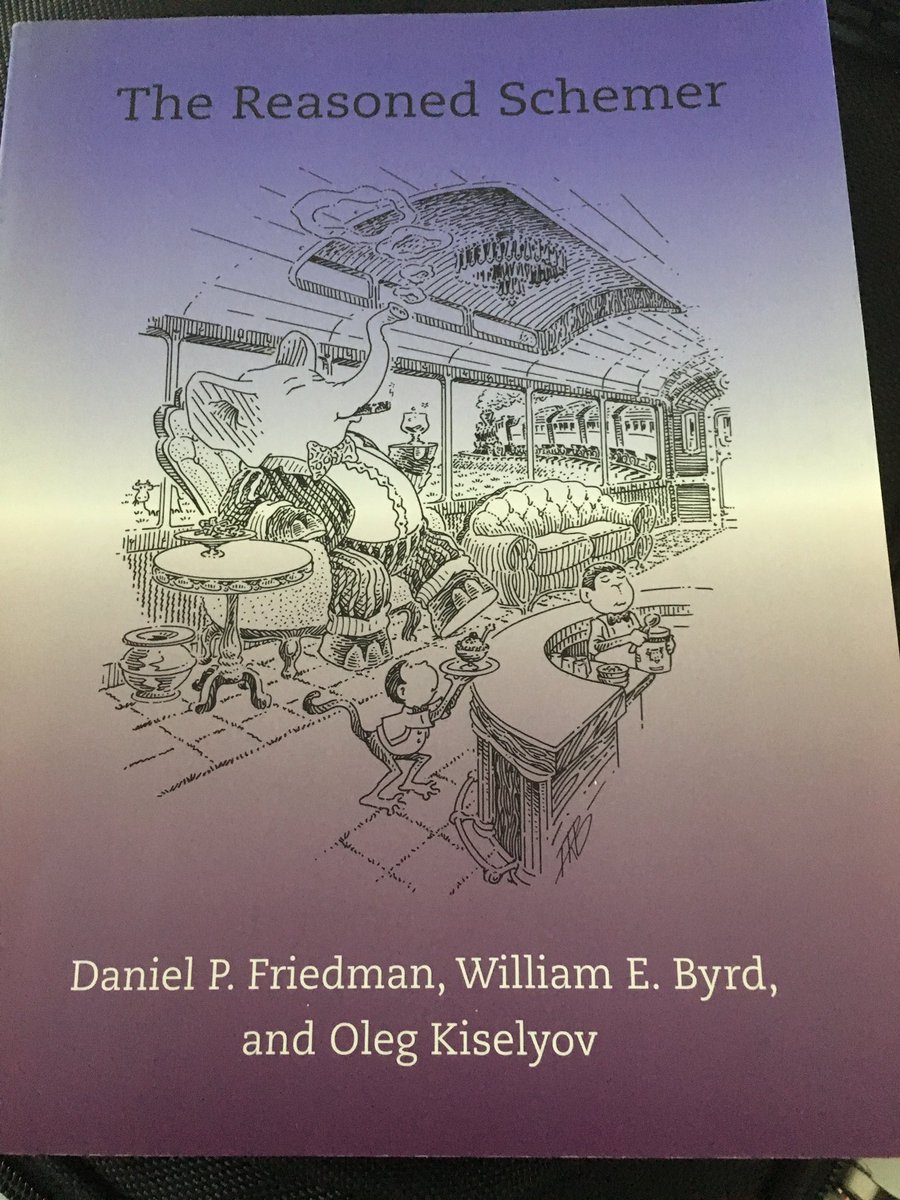 The Reasoned Schemer
Daniel P. Friedman, William E. Byrd,
and Oleg Kiselyov